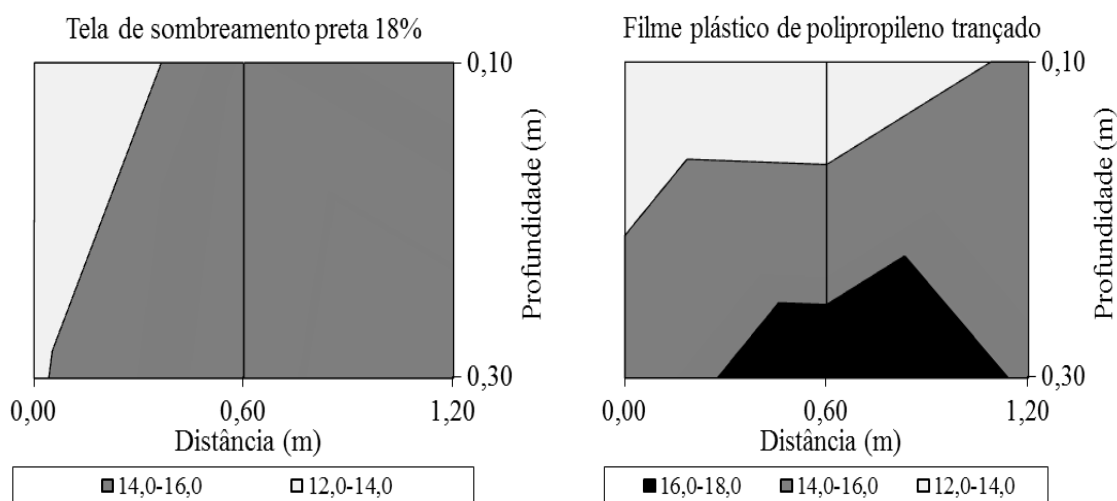 Tela de sombreamento preta 18%
0,10
Profundidade (m)
0,30
0,00 0,60 1,20
Distância (m)
14,0-16,0 12,0-14,0
Filme plástico de polipropileno trançado
0,10
Profundidade (m)
0,30
0,00 0,60 1,20
Distância (m)
16,0-18,0 14,0-16,0 12,0-14,0